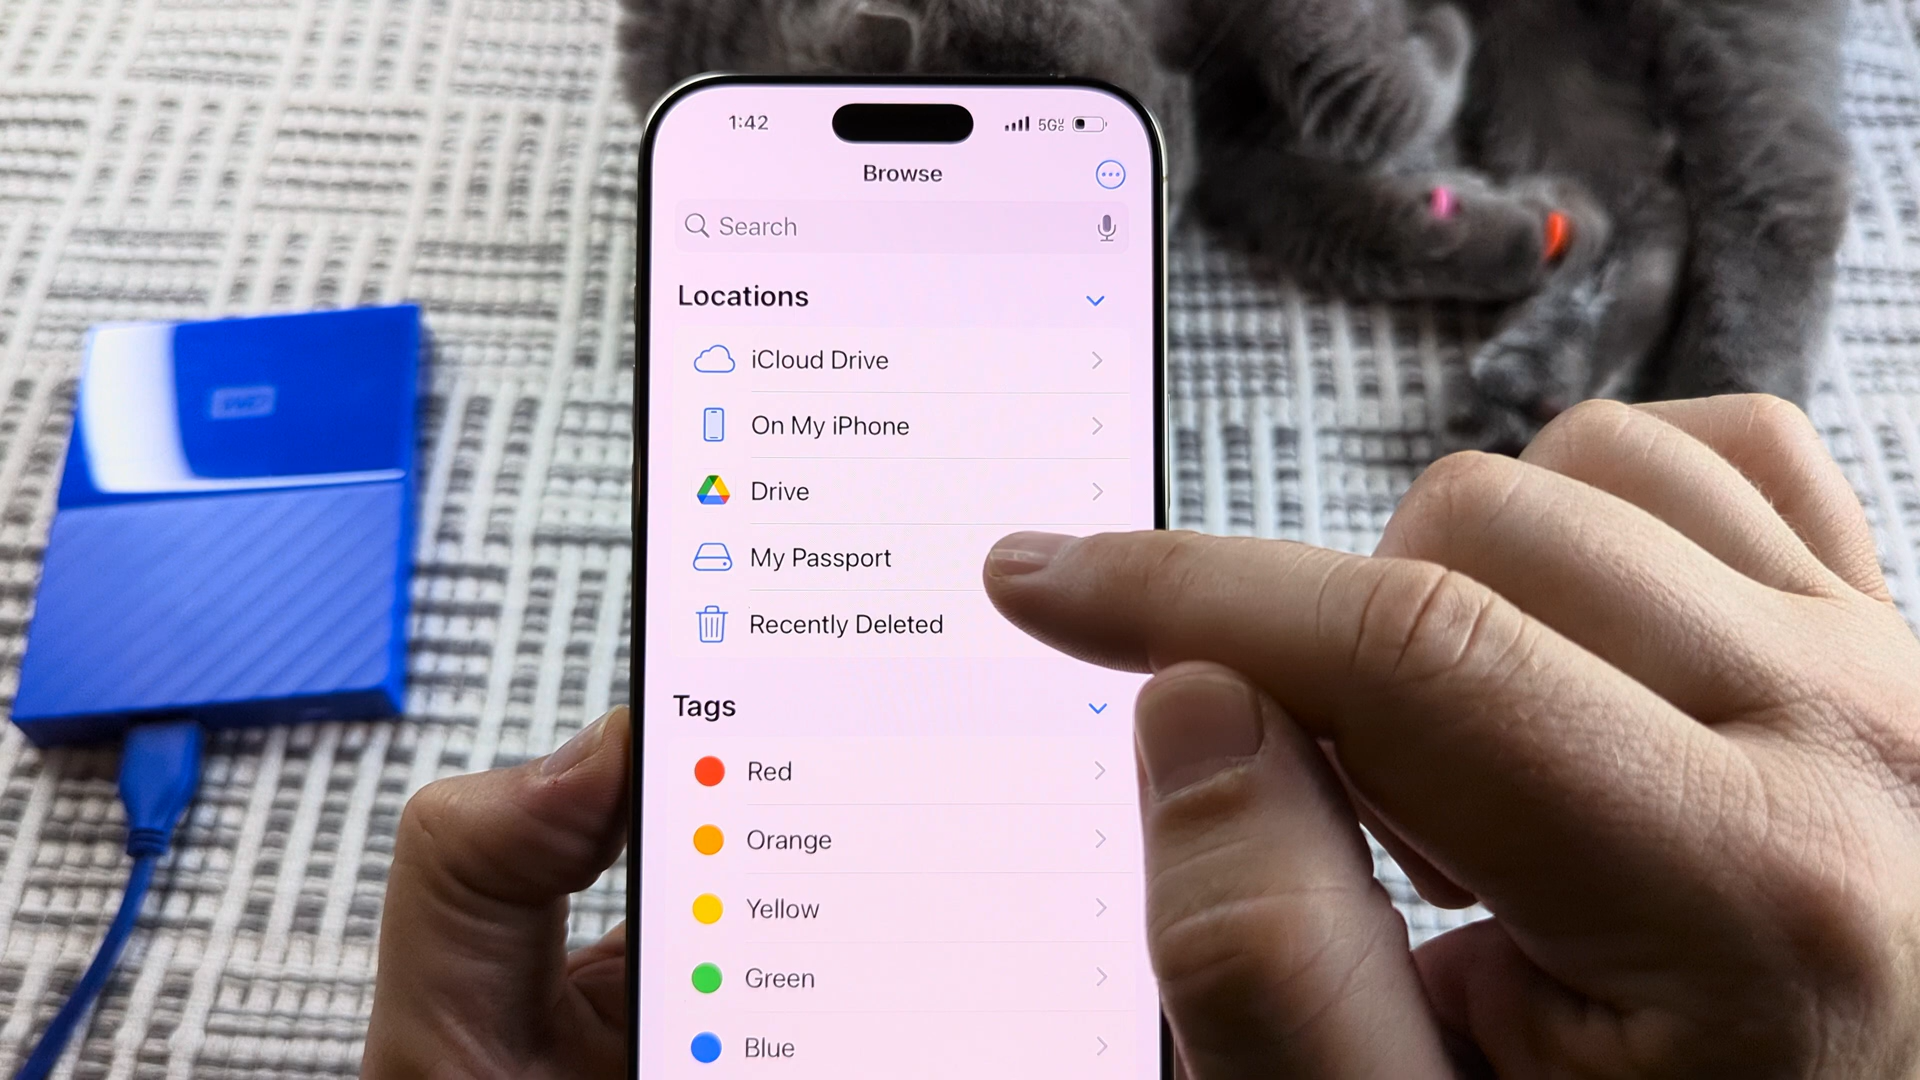 1:42
5G
Browse
Search
Locations
iCloud Drive
On My iPhone
Drive
My Passport
Recently Deleted
Tags
Red
Orange
Yellow
Green
Blue
WD